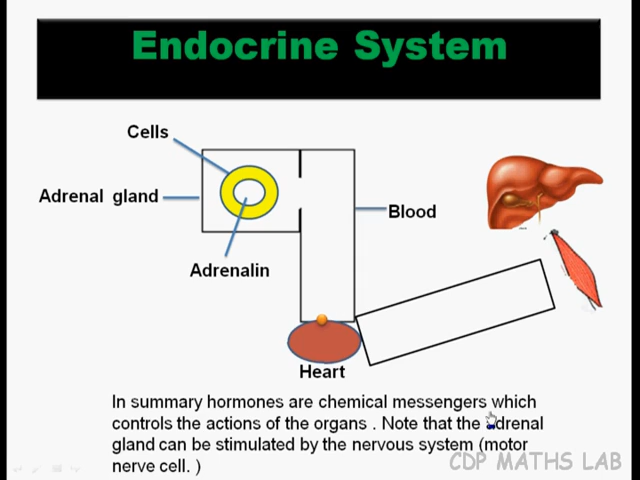 Endocrine System
Cells
Adrenal gland
Blood
Adrenalin
Heart
In summary hormones are chemical messengers which
controls the actions of the organs . Note that the adrenal
gland can be stimulated by the nervous system (motor
nerve cell. )
CDP MATHS LAB